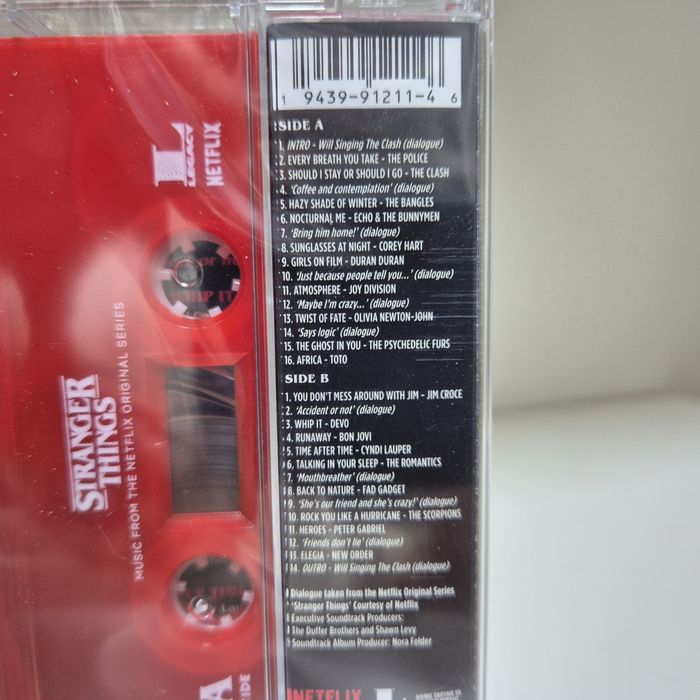 1 9439-91211-4 6
SIDE A
1. INTRO - Will Singing The Clash (dialogue)
2. EVERY BREATH YOU TAKE - THE POLICE
3. SHOULD I STAY OR SHOULD I GO - THE CLASH
4. 'Coffee and contemplation' (dialogue)
5. HAZY SHADE OF WINTER - THE BANGLES
6. NOCTURNAL ME - ECHO & THE BUNNYMEN
7. 'Bring him home!' (dialogue)
8. SUNGLASSES AT NIGHT - COREY HART
9. GIRLS ON FILM - DURAN DURAN
10. 'Just because people tell you...' (dialogue)
11. ATMOSPHERE - JOY DIVISION
12. 'Maybe I'm crazy...' (dialogue)
13. TWIST OF FATE - OLIVIA NEWTON-JOHN
14. 'Says logic' (dialogue)
15. THE GHOST IN YOU - THE PSYCHEDELIC FURS
16. AFRICA - TOTO
SIDE B
1. YOU DON'T MESS AROUND WITH JIM - JIM CROCE
2. 'Accident or not' (dialogue)
3. WHIP IT - DEVO
4. RUNAWAY - BON JOVI
5. TIME AFTER TIME - CYNDI LAUPER
6. TALKING IN YOUR SLEEP - THE ROMANTICS
7. 'Mouthbreather' (dialogue)
8. BACK TO NATURE - FAD GADGET
9. 'She's our friend and she's crazy!' (dialogue)
10. ROCK YOU LIKE A HURRICANE - THE SCORPIONS
11. HEROES - PETER GABRIEL
12. 'Friends don't lie' (dialogue)
13. ELEGIA - NEW ORDER
14. OUTRO - Will Singing The Clash (dialogue)
Dialogue taken from the Netflix Original Series
'Stranger Things' Courtesy of Netflix
Executive Soundtrack Producers:
The Duffer Brothers and Shawn Levy
Soundtrack Album Producer: Nora Felder
NETFLIX
HOME TAPING IS
L
LEGACY
NETFLIX
STRANGER
THINGS
MUSIC FROM THE NETFLIX ORIGINAL SERIES
A